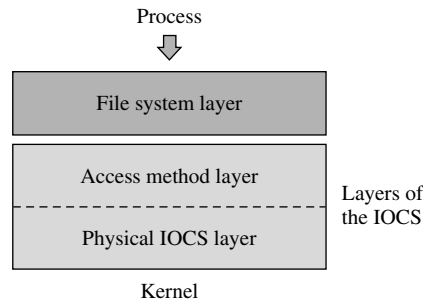 Process
File system layer
Access method layer
Physical IOCS layer
Layers of
the IOCS
Kernel